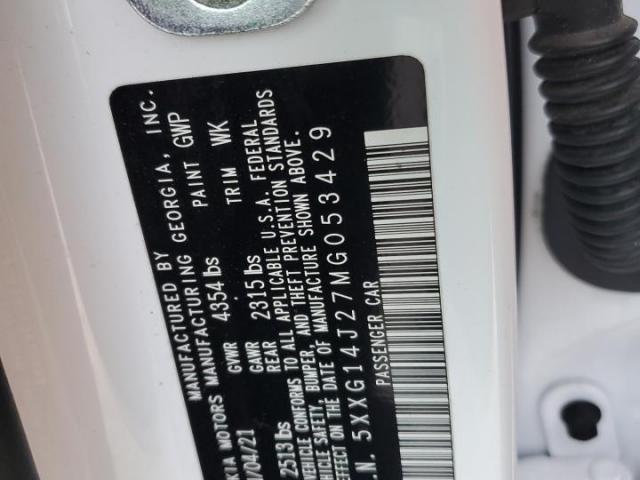 MANUFACTURED BY
KIA MOTORS MANUFACTURING GEORGIA, INC.
/04/21 GVWR 4354 lbs PAINT GWP
GAWR TRIM WK
2513 lbs REAR 2315 lbs
VEHICLE CONFORMS TO ALL APPLICABLE U.S.A. FEDERAL
VEHICLE SAFETY, BUMPER, AND THEFT PREVENTION STANDARDS
EFFECT ON THE DATE OF MANUFACTURE SHOWN ABOVE.
I.N. 5XXG14J27MG053429
PASSENGER CAR